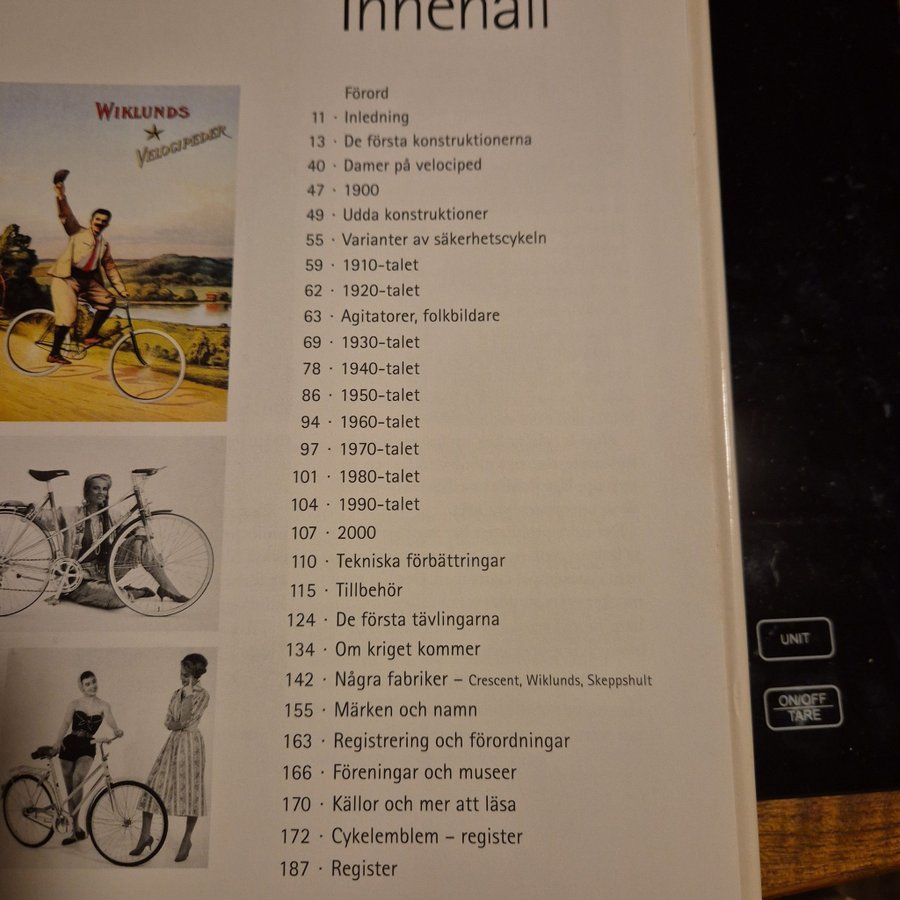 Innehåll
WIKLUNDS
VELOCIPEDER
Förord
11 · Inledning
13 · De första konstruktionerna
40 · Damer på velociped
47 · 1900
49 · Udda konstruktioner
55 · Varianter av säkerhetscykeln
59 · 1910-talet
62 · 1920-talet
63 · Agitatorer, folkbildare
69 · 1930-talet
78 · 1940-talet
86 · 1950-talet
94 · 1960-talet
97 · 1970-talet
101 · 1980-talet
104 · 1990-talet
107 · 2000
110 · Tekniska förbättringar
115 · Tillbehör
124 · De första tävlingarna
134 · Om kriget kommer
142 · Några fabriker – Crescent, Wiklunds, Skeppshult
155 · Märken och namn
163 · Registrering och förordningar
166 · Föreningar och museer
170 · Källor och mer att läsa
172 · Cykelemblem – register
187 · Register
UNIT
ON/OFF
TARE